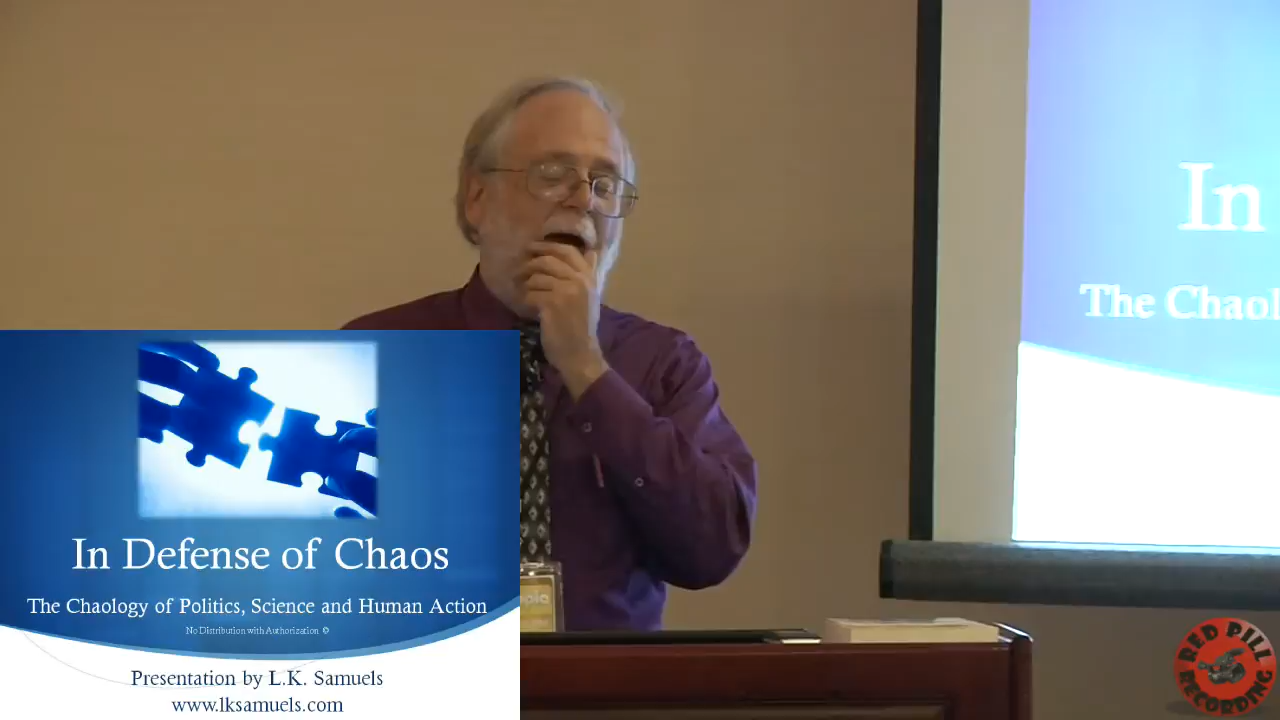 In Defense of Chaos
The Chaology of Politics, Science and Human Action
No Distribution with Authorization ©
Presentation by L.K. Samuels
www.lksamuels.com
In
The Chaol
RED PILL
RECORDING